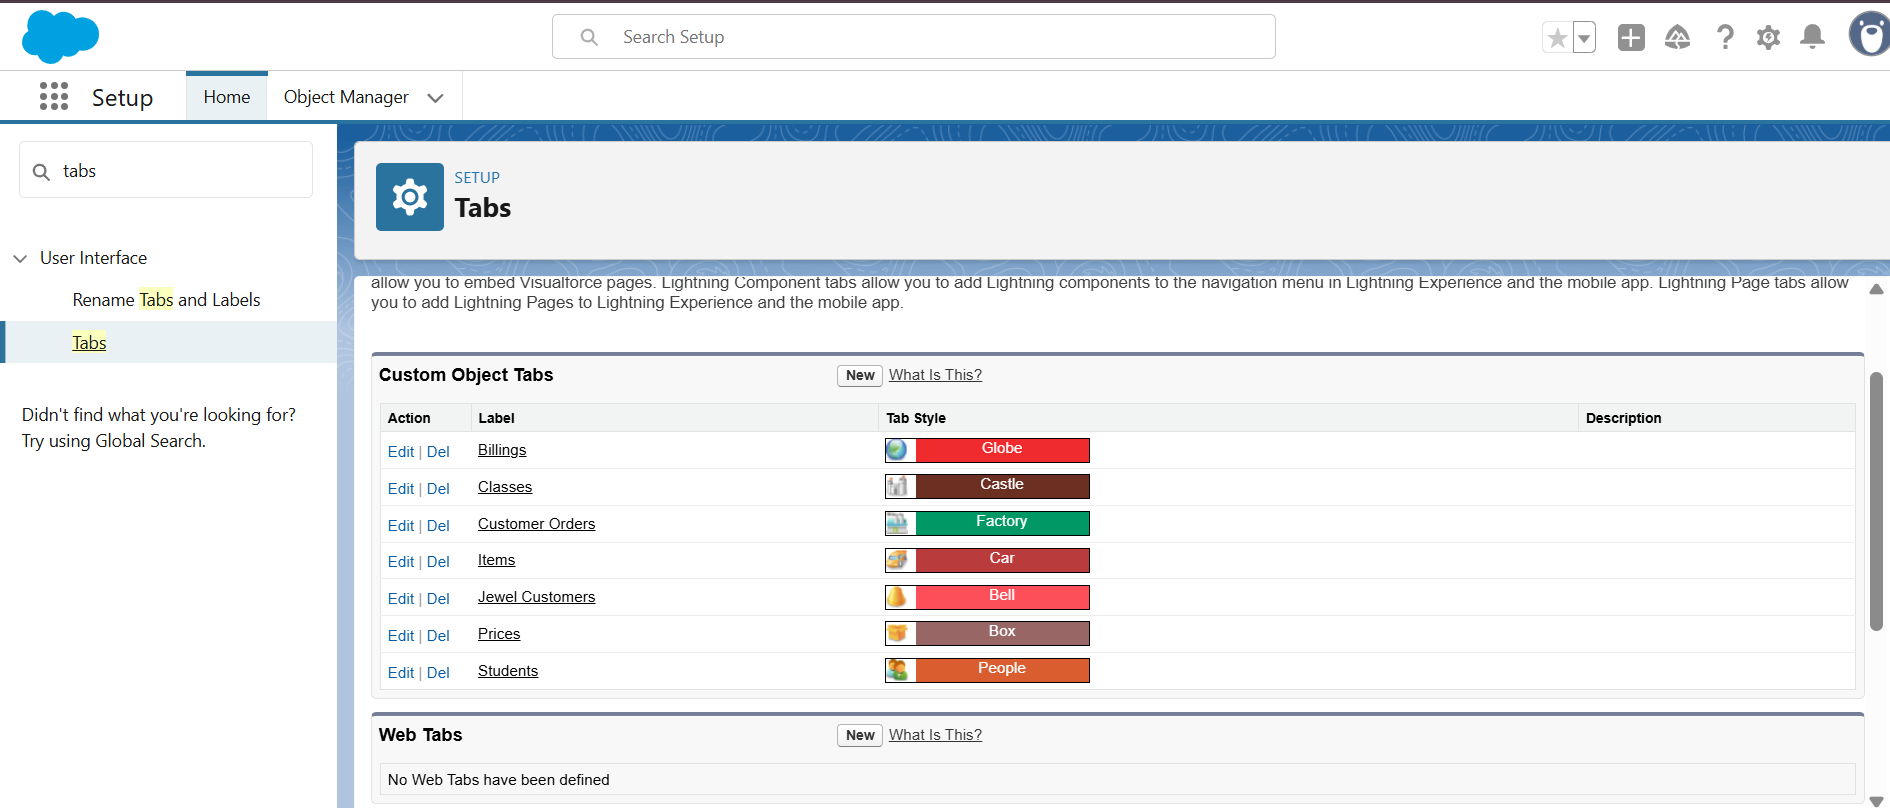 Search Setup
Setup
Home
Object Manager
tabs
User Interface
Rename Tabs and Labels
Tabs
Didn't find what you're looking for?
Try using Global Search.
SETUP
Tabs
allow you to embed Visualforce pages. Lightning Component tabs allow you to add Lightning components to the navigation menu in Lightning Experience and the mobile app. Lightning Page tabs allow
you to add Lightning Pages to Lightning Experience and the mobile app.
Custom Object Tabs New What Is This?
Action Label Tab Style Description
Edit | Del Billings Globe
Edit | Del Classes Castle
Edit | Del Customer Orders Factory
Edit | Del Items Car
Edit | Del Jewel Customers Bell
Edit | Del Prices Box
Edit | Del Students People
Web Tabs New What Is This?
No Web Tabs have been defined